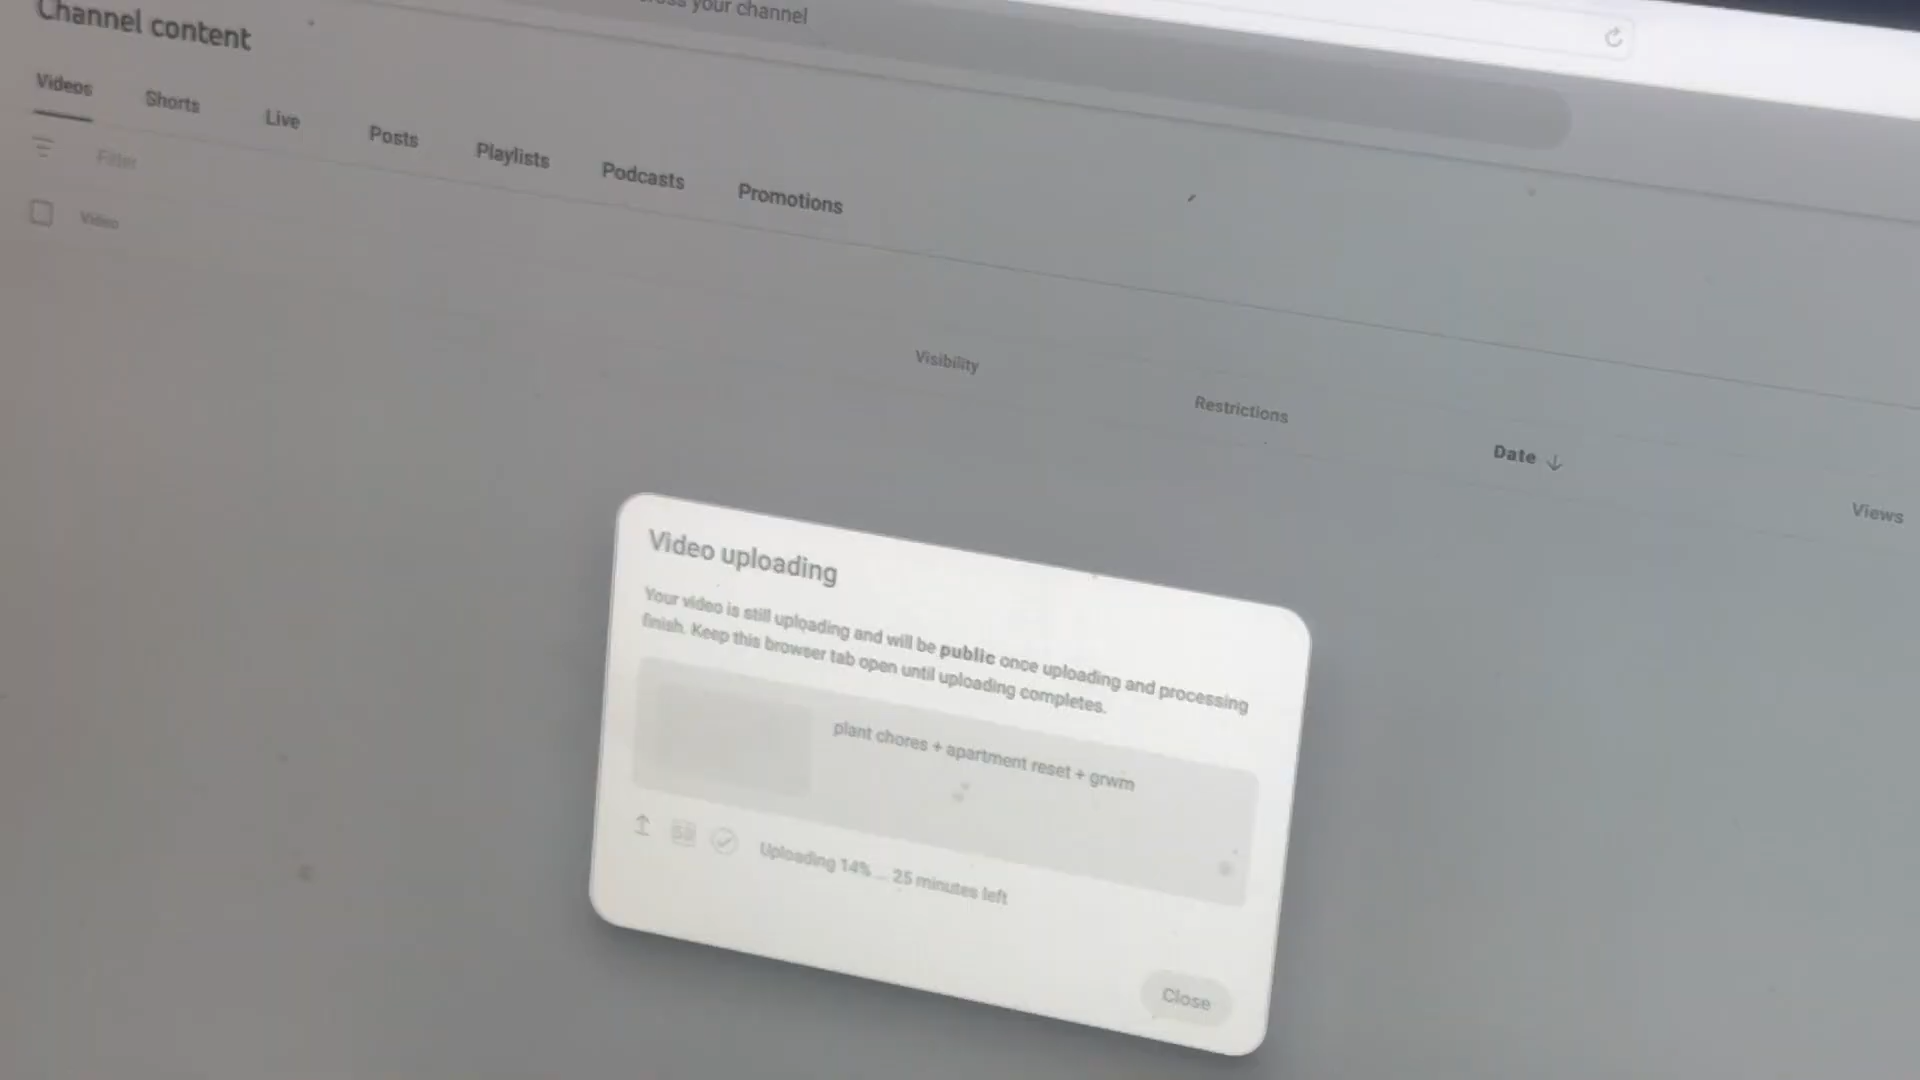 across your channel
Channel content
Videos Shorts Live Posts Playlists Podcasts Promotions
Filter
Video Visibility Restrictions Date ↓ Views
Video uploading
Your video is still uploading and will be public once uploading and processing
finish. Keep this browser tab open until uploading completes.
plant chores + apartment reset + grwm
Uploading 14% ... 25 minutes left
Close